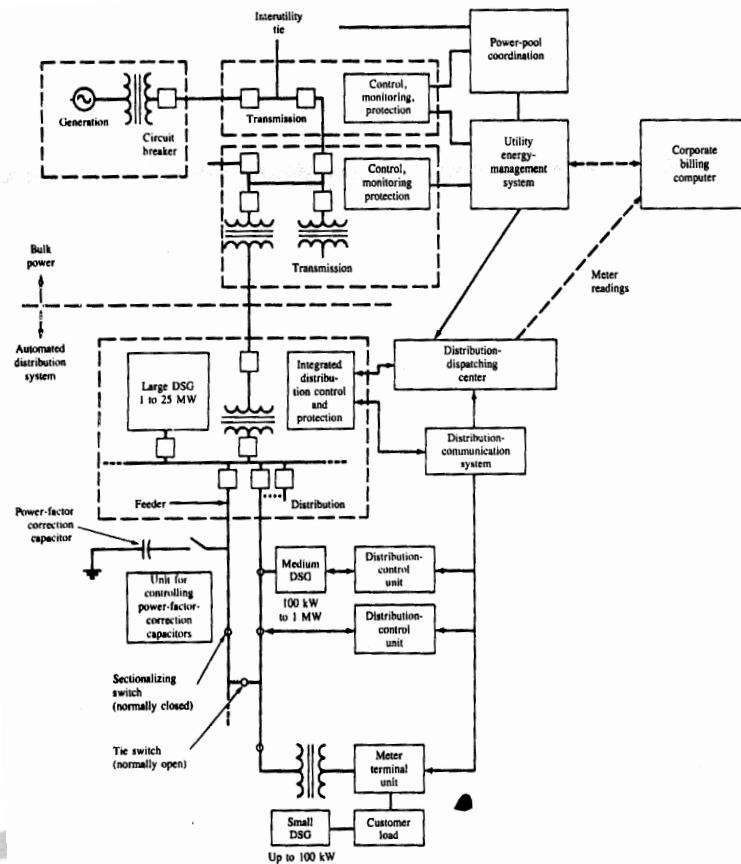 Interutility
tie
Power-pool
coordination
Generation
Circuit
breaker
Transmission
Control,
monitoring,
protection
Utility
energy-
management
system
Corporate
billing
computer
Control,
monitoring
protection
Transmission
Bulk
power
Meter
readings
Automated
distribution
system
Large DSG
1 to 25 MW
Integrated
distribu-
tion control
and
protection
Distribution-
dispatching
center
Distribution-
communication
system
Feeder
Distribution
Power-factor
correction
capacitor
Unit for
controlling
power-factor-
correction
capacitors
Medium
DSG
100 kW
to 1 MW
Distribution-
control
unit
Distribution-
control
unit
Sectionalizing
switch
(normally closed)
Tie switch
(normally open)
Meter
terminal
unit
Small
DSG
Up to 100 kW
Customer
load